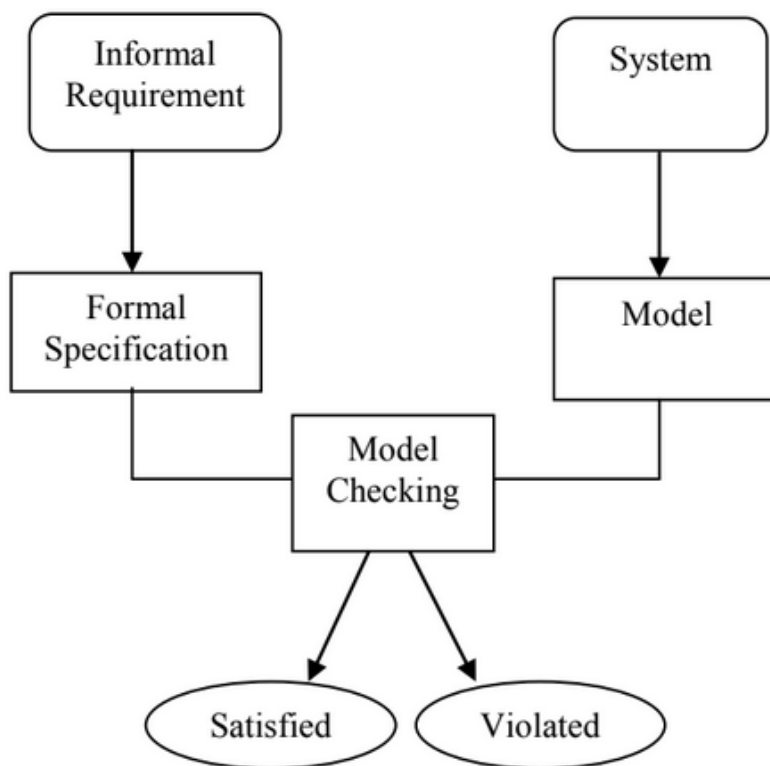 Informal
Requirement
System
Formal
Specification
Model
Model
Checking
Satisfied
Violated